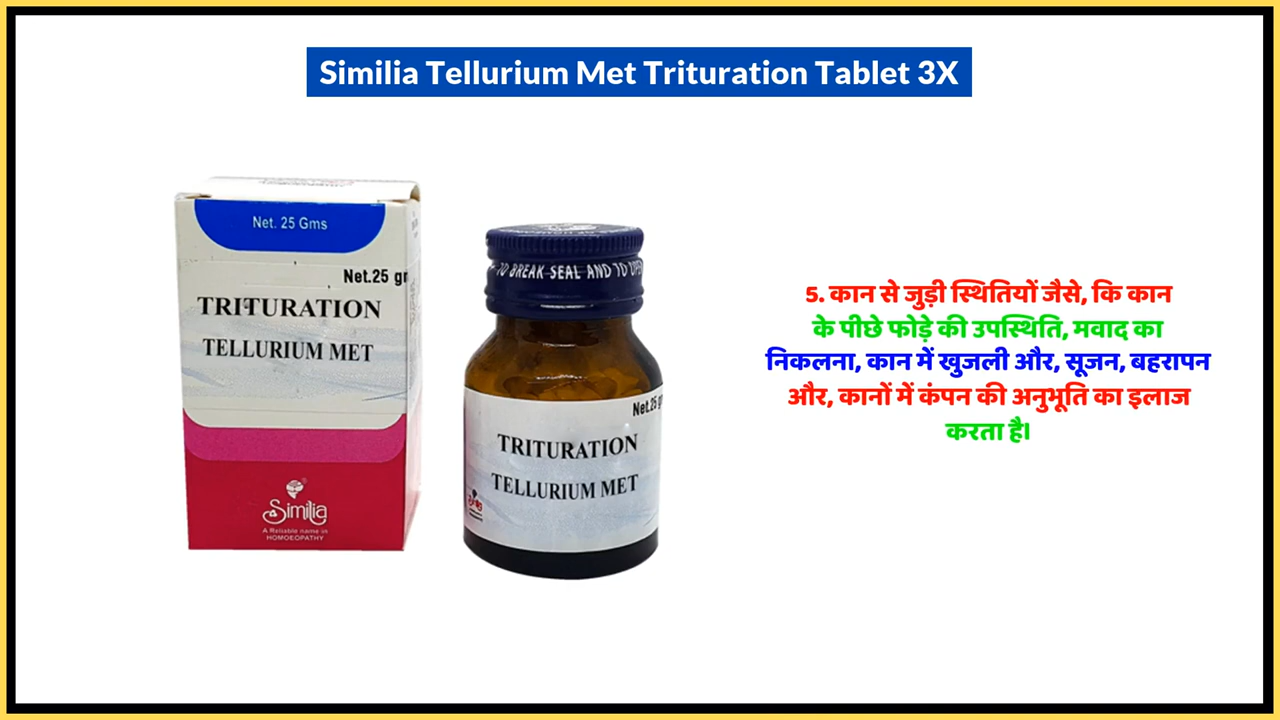 Similia Tellurium Met Trituration Tablet 3X
Net. 25 Gms
Net.25 gm
TRITURATION
TELLURIUM MET
Similia
A Reliable name in
HOMOEOPATHY
TO BREAK SEAL AND TO OPEN
Net.25 g
TRITURATION
TELLURIUM MET
5. कान से जुड़ी स्थितियों जैसे, कि कान
के पीछे फोड़े की उपस्थिति, मवाद का
निकलना, कान में खुजली और, सूजन, बहरापन
और, कानों में कंपन की अनुभूति का इलाज
करता है।